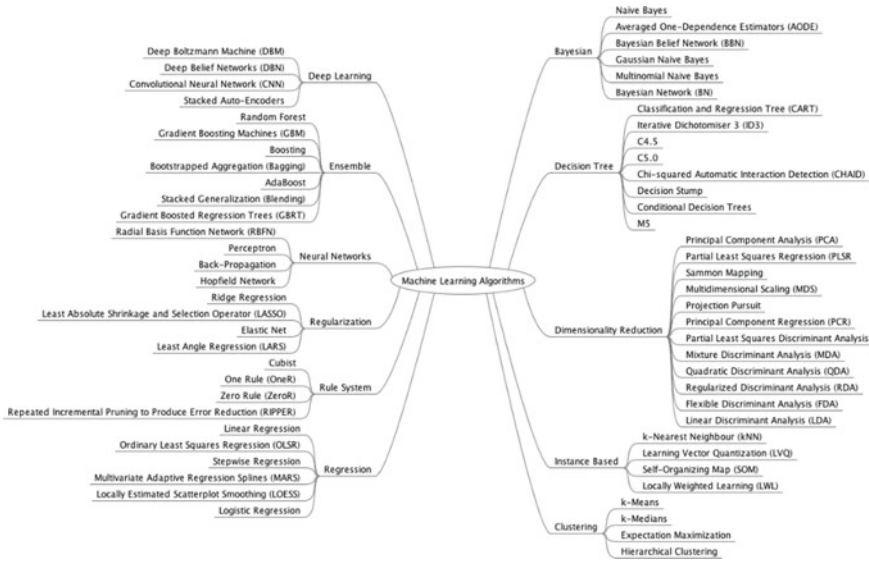 Deep Boltzmann Machine (DBM)
Deep Belief Networks (DBN)
Convolutional Neural Network (CNN)
Stacked Auto-Encoders
Deep Learning
Random Forest
Gradient Boosting Machines (GBM)
Boosting
Bootstrapped Aggregation (Bagging)
AdaBoost
Stacked Generalization (Blending)
Gradient Boosted Regression Trees (GBRT)
Ensemble
Radial Basis Function Network (RBFN)
Perceptron
Back-Propagation
Hopfield Network
Neural Networks
Ridge Regression
Least Absolute Shrinkage and Selection Operator (LASSO)
Elastic Net
Least Angle Regression (LARS)
Regularization
Cubist
One Rule (OneR)
Zero Rule (ZeroR)
Repeated Incremental Pruning to Produce Error Reduction (RIPPER)
Rule System
Linear Regression
Ordinary Least Squares Regression (OLSR)
Stepwise Regression
Multivariate Adaptive Regression Splines (MARS)
Locally Estimated Scatterplot Smoothing (LOESS)
Logistic Regression
Regression
Machine Learning Algorithms
Bayesian
Naive Bayes
Averaged One-Dependence Estimators (AODE)
Bayesian Belief Network (BBN)
Gaussian Naive Bayes
Multinomial Naive Bayes
Bayesian Network (BN)
Decision Tree
Classification and Regression Tree (CART)
Iterative Dichotomiser 3 (ID3)
C4.5
C5.0
Chi-squared Automatic Interaction Detection (CHAID)
Decision Stump
Conditional Decision Trees
M5
Dimensionality Reduction
Principal Component Analysis (PCA)
Partial Least Squares Regression (PLSR
Sammon Mapping
Multidimensional Scaling (MDS)
Projection Pursuit
Principal Component Regression (PCR)
Partial Least Squares Discriminant Analysis
Mixture Discriminant Analysis (MDA)
Quadratic Discriminant Analysis (QDA)
Regularized Discriminant Analysis (RDA)
Flexible Discriminant Analysis (FDA)
Linear Discriminant Analysis (LDA)
Instance Based
k-Nearest Neighbour (kNN)
Learning Vector Quantization (LVQ)
Self-Organizing Map (SOM)
Locally Weighted Learning (LWL)
Clustering
k-Means
k-Medians
Expectation Maximization
Hierarchical Clustering